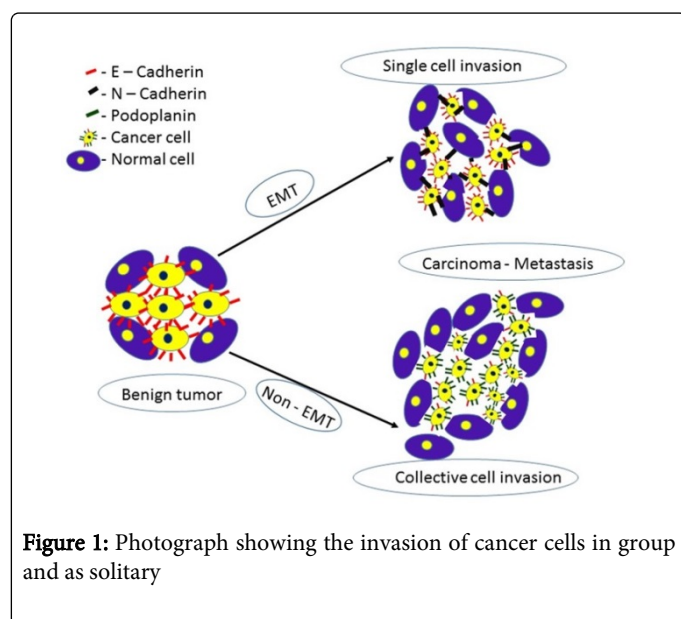 - E – Cadherin
- N – Cadherin
- Podoplanin
- Cancer cell
- Normal cell
Single cell invasion
EMT
Carcinoma - Metastasis
Benign tumor
Non - EMT
Collective cell invasion
Figure 1: Photograph showing the invasion of cancer cells in group
and as solitary